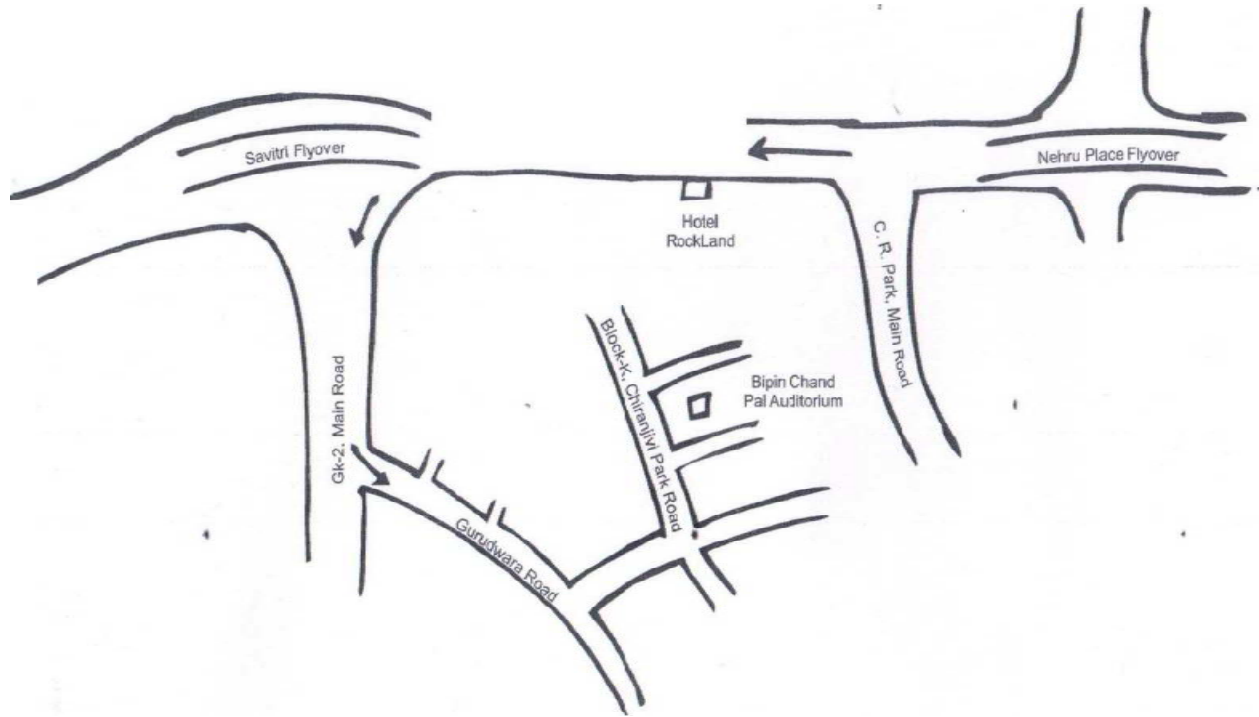 Savitri Flyover
Nehru Place Flyover
Hotel
RockLand
C. R. Park, Main Road
Block-K, Chiranjivi Park Road
Bipin Chand
Pal Auditorium
Gk-2, Main Road
Gurudwara Road